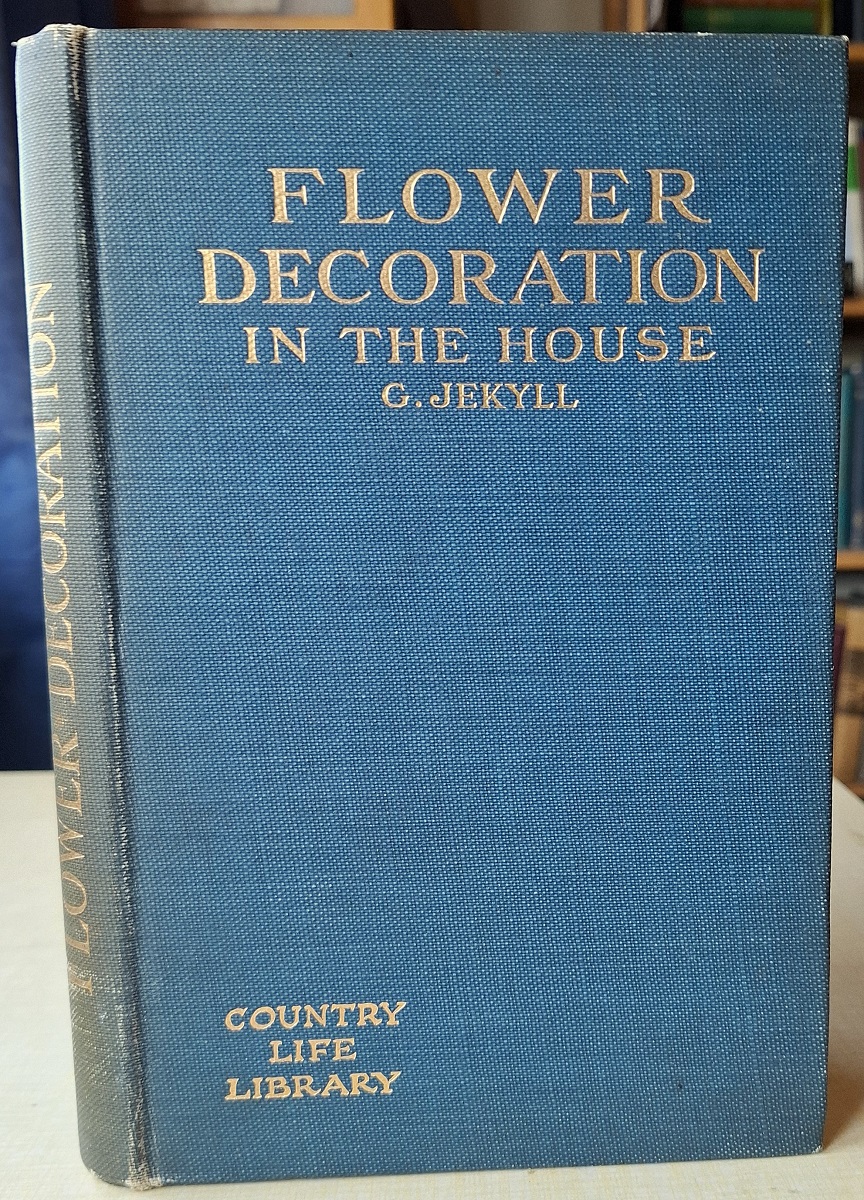 FLOWER
DECORATION
IN THE HOUSE
G. JEKYLL
COUNTRY
LIFE
LIBRARY
FLOWER DECORATION